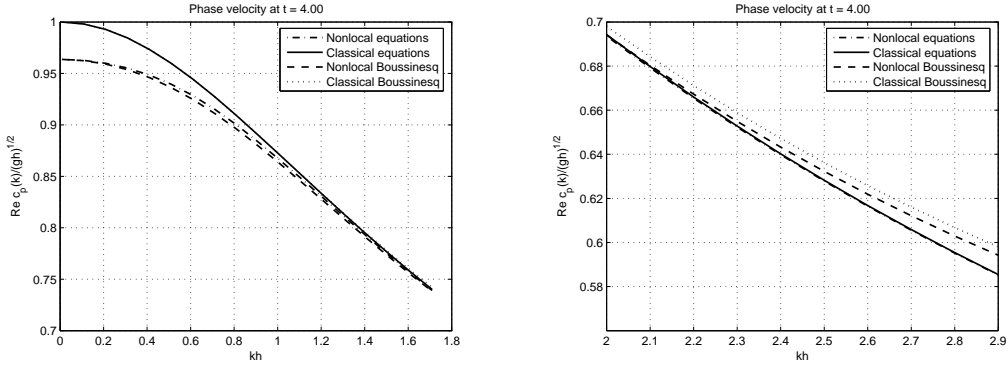 Phase velocity at t = 4.00
1
0.95
0.9
0.85
0.8
0.75
0.7
Re c_p(k)/(gh)^{1/2}
0 0.2 0.4 0.6 0.8 1.0 1.2 1.4 1.6 1.8
kh
Nonlocal equations
Classical equations
Nonlocal Boussinesq
Classical Boussinesq
Phase velocity at t = 4.00
0.7
0.68
0.66
0.64
0.62
0.6
0.58
Re c_p(k)/(gh)^{1/2}
2 2.1 2.2 2.3 2.4 2.5 2.6 2.7 2.8 2.9
kh
Nonlocal equations
Classical equations
Nonlocal Boussinesq
Classical Boussinesq